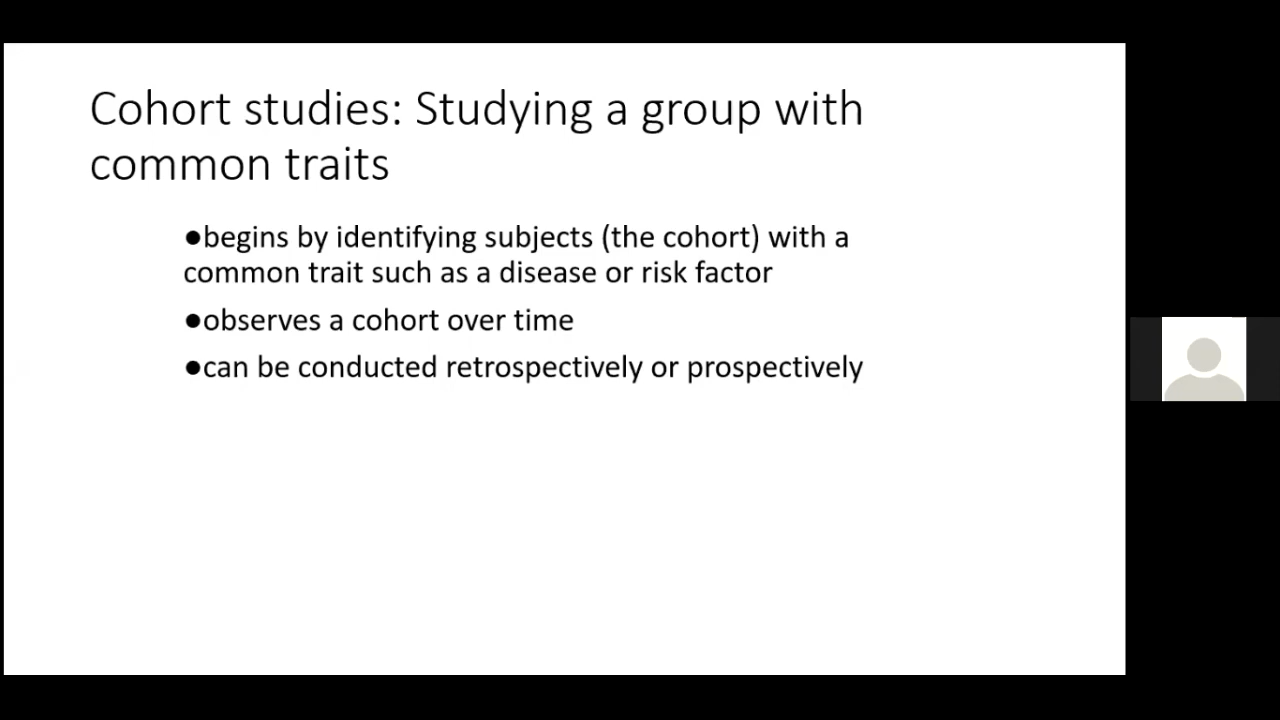 Cohort studies: Studying a group with
common traits
●begins by identifying subjects (the cohort) with a
common trait such as a disease or risk factor
●observes a cohort over time
●can be conducted retrospectively or prospectively